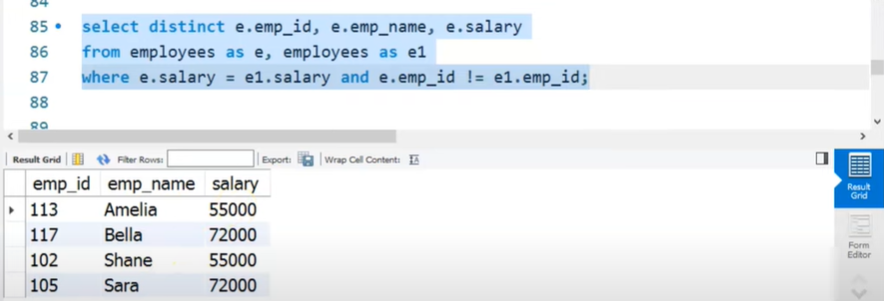 84
85 select distinct e.emp_id, e.emp_name, e.salary
86 from employees as e, employees as e1
87 where e.salary = e1.salary and e.emp_id != e1.emp_id;
88
89
Result Grid Filter Rows: Export: Wrap Cell Content:
emp_id emp_name salary
113 Amelia 55000
117 Bella 72000
102 Shane 55000
105 Sara 72000
Result
Grid
Form
Editor